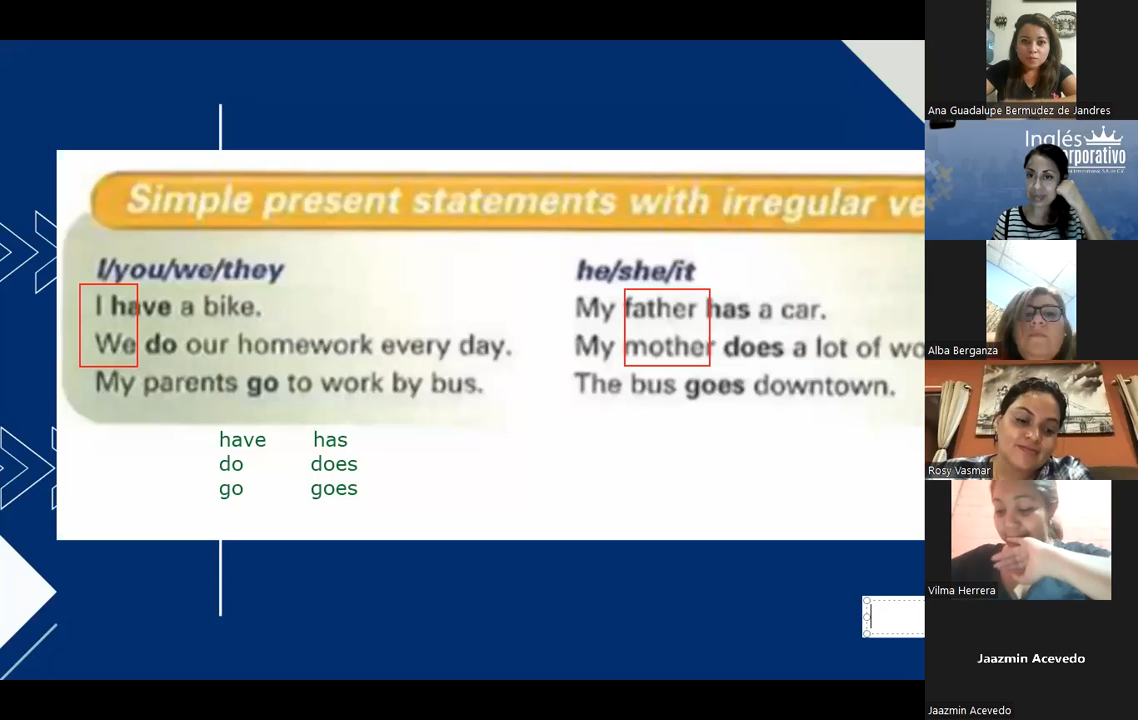 Simple present statements with irregular ve
I/you/we/they
I have a bike.
We do our homework every day.
My parents go to work by bus.
he/she/it
My father has a car.
My mother does a lot of wo
The bus goes downtown.
have has
do does
go goes
Ana Guadalupe Bermudez de Jandres
Inglés
orporativo
Alba Berganza
Rosy Vasmar
Vilma Herrera
Jaazmin Acevedo
Jaazmin Acevedo